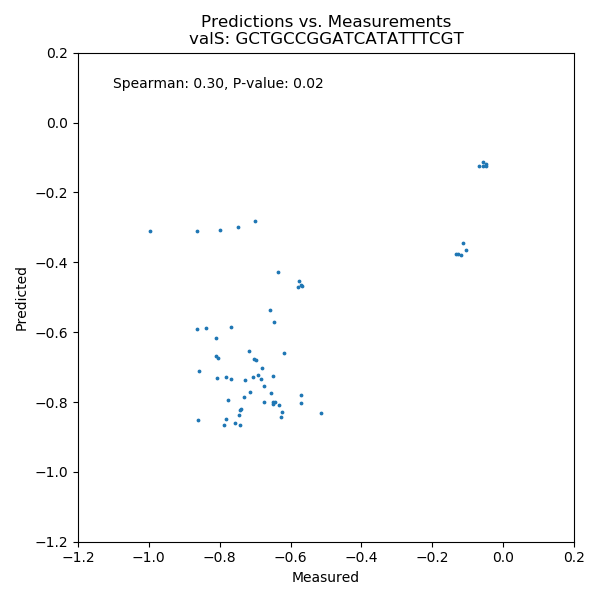 Predictions vs. Measurements
valS: GCTGCCGGATCATATTTCGT
Spearman: 0.30, P-value: 0.02
0.2
0.0
−0.2
−0.4
−0.6
−0.8
−1.0
−1.2
Predicted
−1.2 −1.0 −0.8 −0.6 −0.4 −0.2 0.0 0.2
Measured